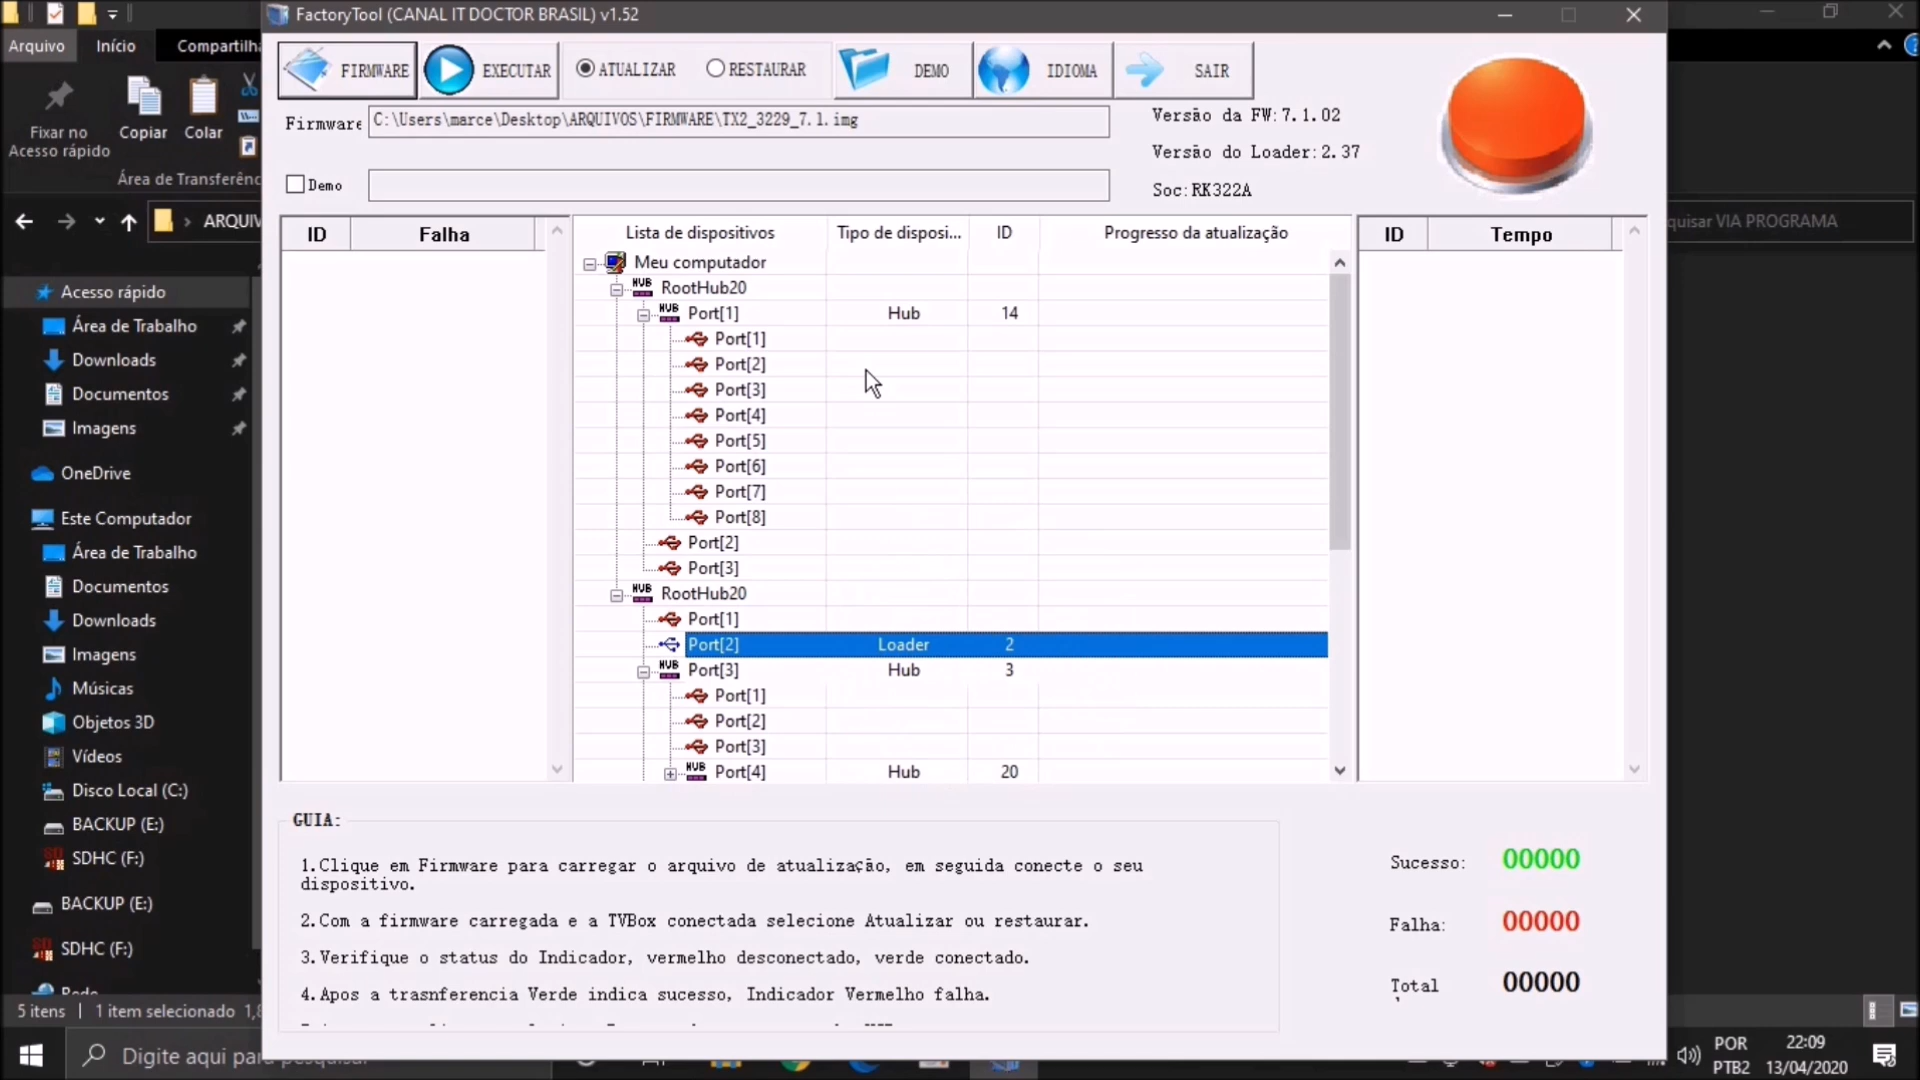 FactoryTool (CANAL IT DOCTOR BRASIL) v1.52
Arquivo
Início
FIRMWARE
EXECUTAR
ATUALIZAR
RESTAURAR
DEMO
IDIOMA
SAIR
Fixar no
Acesso rápido
Copiar
Colar
Firmware
C:\Users\marce\Desktop\ARQUIVOS\FIRMWARE\TX2_3229_7.1.img
Versão da FW:7.1.02
Versão do Loader:2.37
Demo
Soc:RK322A
ID Falha
Lista de dispositivos Tipo de disposi... ID Progresso da atualização
ID Tempo
VIA PROGRAMA
Meu computador
RootHub20
Port[1] Hub 14
Port[1]
Port[2]
Port[3]
Port[4]
Port[5]
Port[6]
Port[7]
Port[8]
Port[2]
Port[3]
RootHub20
Port[1]
Port[2] Loader 2
Port[3] Hub 3
Port[1]
Port[2]
Port[3]
Port[4] Hub 20
Acesso rápido
Área de Trabalho
Downloads
Documentos
Imagens
OneDrive
Este Computador
Área de Trabalho
Documentos
Downloads
Imagens
Músicas
Objetos 3D
Vídeos
Disco Local (C:)
BACKUP (E:)
SDHC (F:)
BACKUP (E:)
SDHC (F:)
5 itens 1 item selecionado
GUIA:
1.Clique em Firmware para carregar o arquivo de atualização, em seguida conecte o seu
dispositivo.
2.Com a firmware carregada e a TVBox conectada selecione Atualizar ou restaurar.
3.Verifique o status do Indicador, vermelho desconectado, verde conectado.
4.Apos a trasnferencia Verde indica sucesso, Indicador Vermelho falha.
Sucesso: 00000
Falha: 00000
Total 00000
Digite aqui para pesquisar
POR
PTB2
22:09
13/04/2020